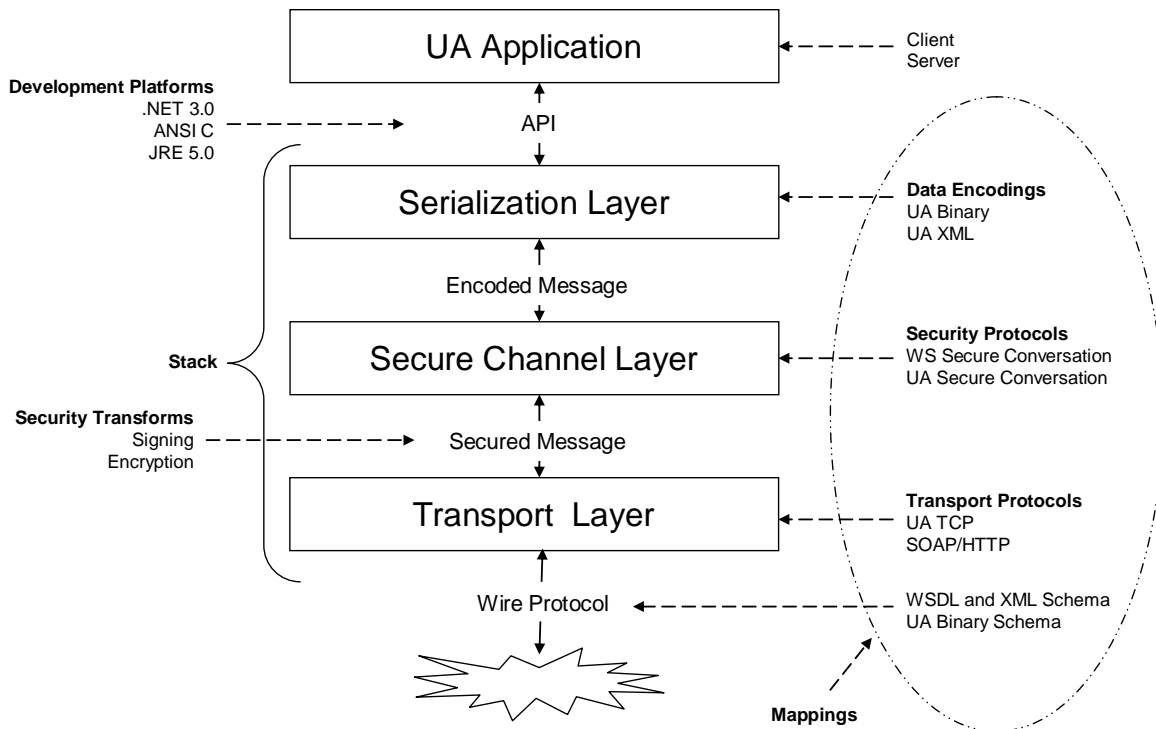 UA Application
Client
Server
Development Platforms
.NET 3.0
ANSI C
JRE 5.0
API
Serialization Layer
Data Encodings
UA Binary
UA XML
Encoded Message
Stack
Secure Channel Layer
Security Protocols
WS Secure Conversation
UA Secure Conversation
Security Transforms
Signing
Encryption
Secured Message
Transport Layer
Transport Protocols
UA TCP
SOAP/HTTP
Wire Protocol
WSDL and XML Schema
UA Binary Schema
Mappings